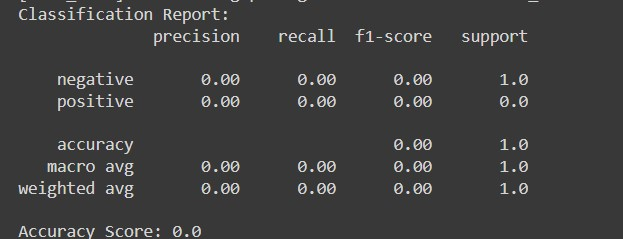 Classification Report:
precision recall f1-score support
negative 0.00 0.00 0.00 1.0
positive 0.00 0.00 0.00 0.0
accuracy 0.00 1.0
macro avg 0.00 0.00 0.00 1.0
weighted avg 0.00 0.00 0.00 1.0
Accuracy Score: 0.0